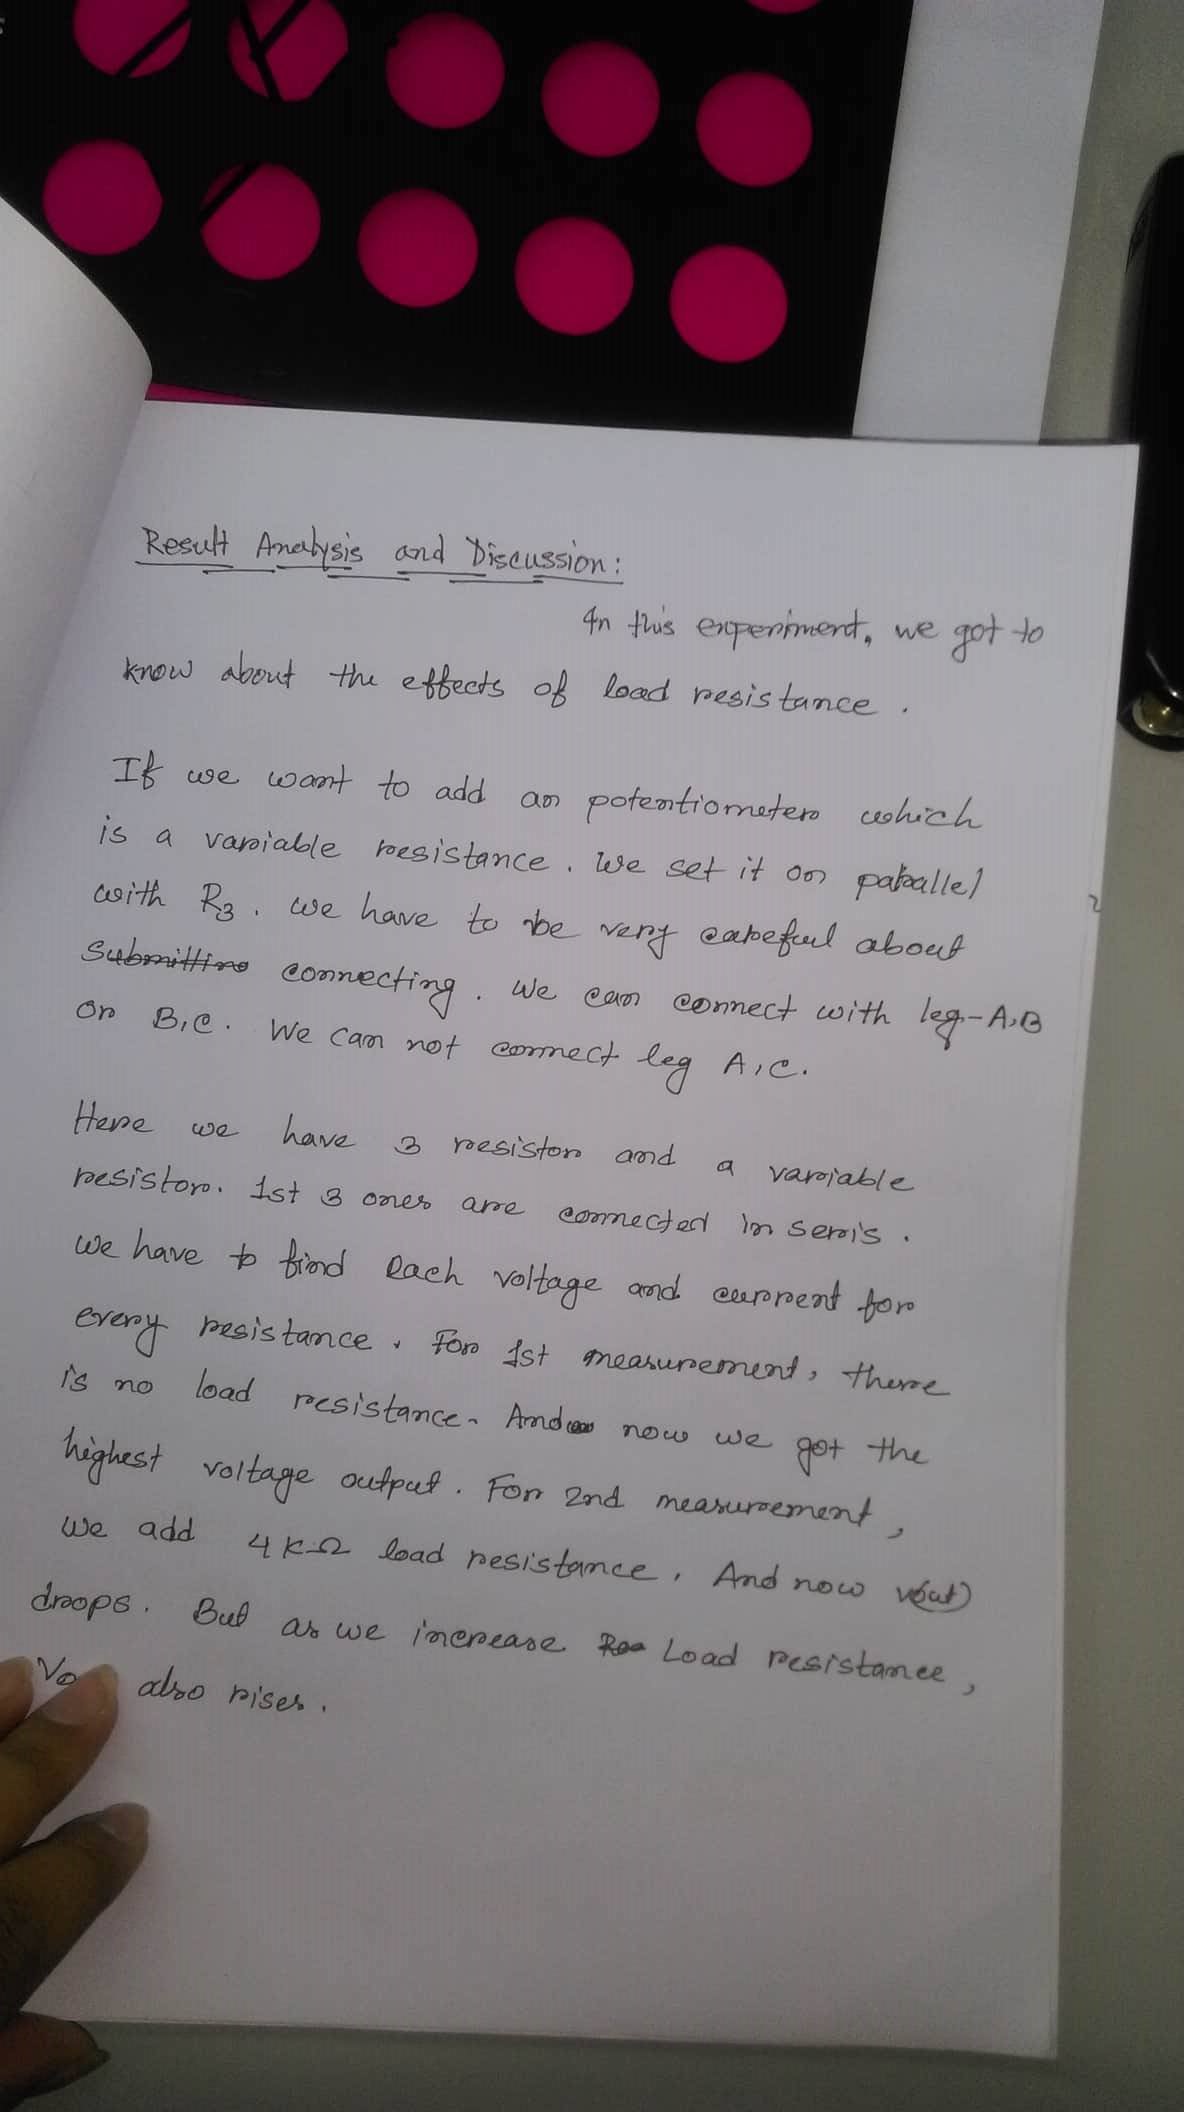 Result Analysis and Discussion:
In this experiment, we got to
know about the effects of load resistance.
If we want to add an potentiometer which
is a variable resistance. We set it on parallel
with R3. we have to be very careful about
Submitting connecting. We can connect with leg-A,B
or B,C. We can not connect leg A,C.
Here we have 3 resistor and a variable
resistor. 1st 3 ones are connected in seris.
we have to find each voltage and current for
every resistance. For 1st measurement, there
is no load resistance. And now we got the
highest voltage output. For 2nd measurement,
we add 4KΩ load resistance. And now vout
drops. But as we increase Load resistance,
also rises.